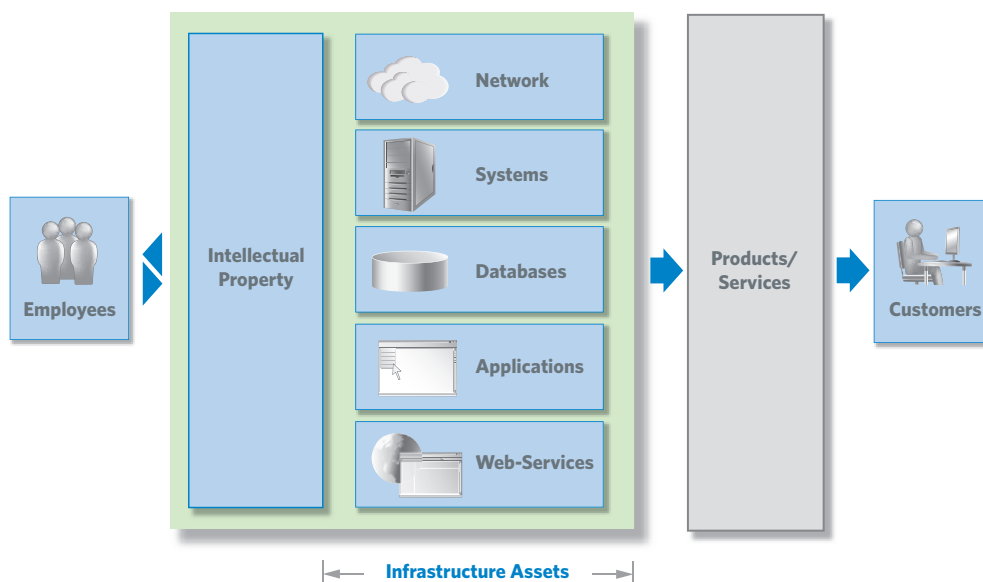 Employees
Intellectual
Property
Network
Systems
Databases
Applications
Web-Services
Products/
Services
Customers
Infrastructure Assets